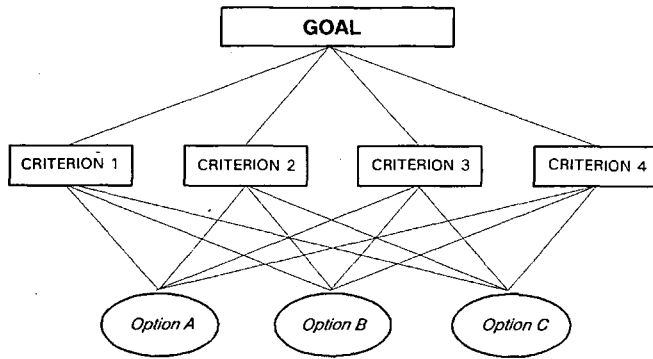 GOAL
CRITERION 1
CRITERION 2
CRITERION 3
CRITERION 4
Option A
Option B
Option C